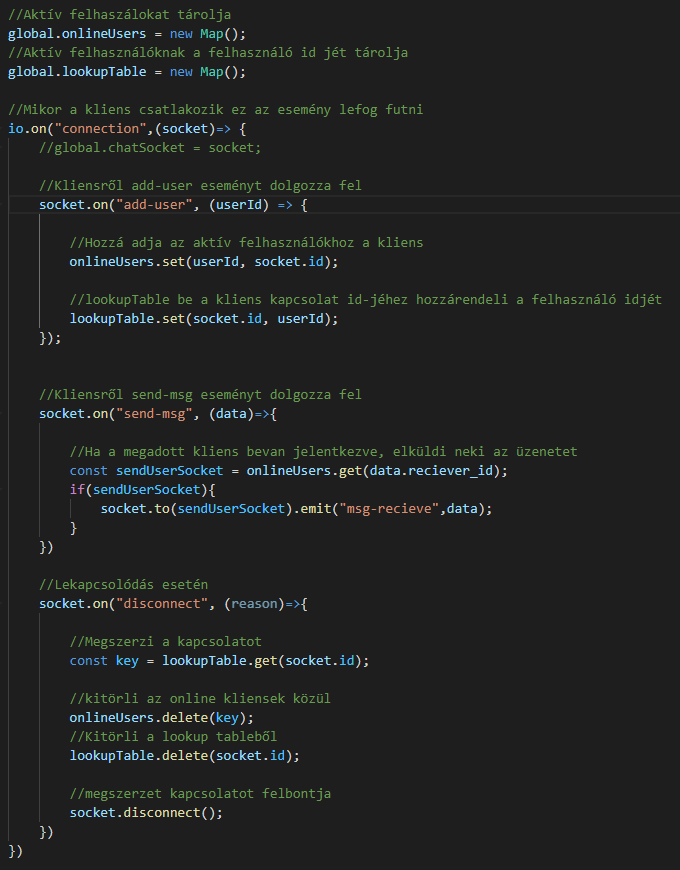 //Aktív felhaszálokat tárolja
global.onlineUsers = new Map();
//Aktív felhasználóknak a felhasználó id jét tárolja
global.lookupTable = new Map();
//Mikor a kliens csatlakozik ez az esemény lefog futni
io.on("connection",(socket)=> {
//global.chatSocket = socket;
//Kliensről add-user eseményt dolgozza fel
socket.on("add-user", (userId) => {
//Hozzá adja az aktív felhasználókhoz a kliens
onlineUsers.set(userId, socket.id);
//lookupTable be a kliens kapcsolat id-jéhez hozzárendeli a felhasználó idjét
lookupTable.set(socket.id, userId);
});
//Kliensről send-msg eseményt dolgozza fel
socket.on("send-msg", (data)=>{
//Ha a megadott kliens bevan jelentkezve, elküldi neki az üzenetet
const sendUserSocket = onlineUsers.get(data.reciever_id);
if(sendUserSocket){
socket.to(sendUserSocket).emit("msg-recieve",data);
}
})
//Lekapcsolódás esetén
socket.on("disconnect", (reason)=>{
//Megszerzi a kapcsolatot
const key = lookupTable.get(socket.id);
//kitörli az online kliensek közül
onlineUsers.delete(key);
//Kitörli a lookup tableből
lookupTable.delete(socket.id);
//megszerzet kapcsolatot felbontja
socket.disconnect();
})
})